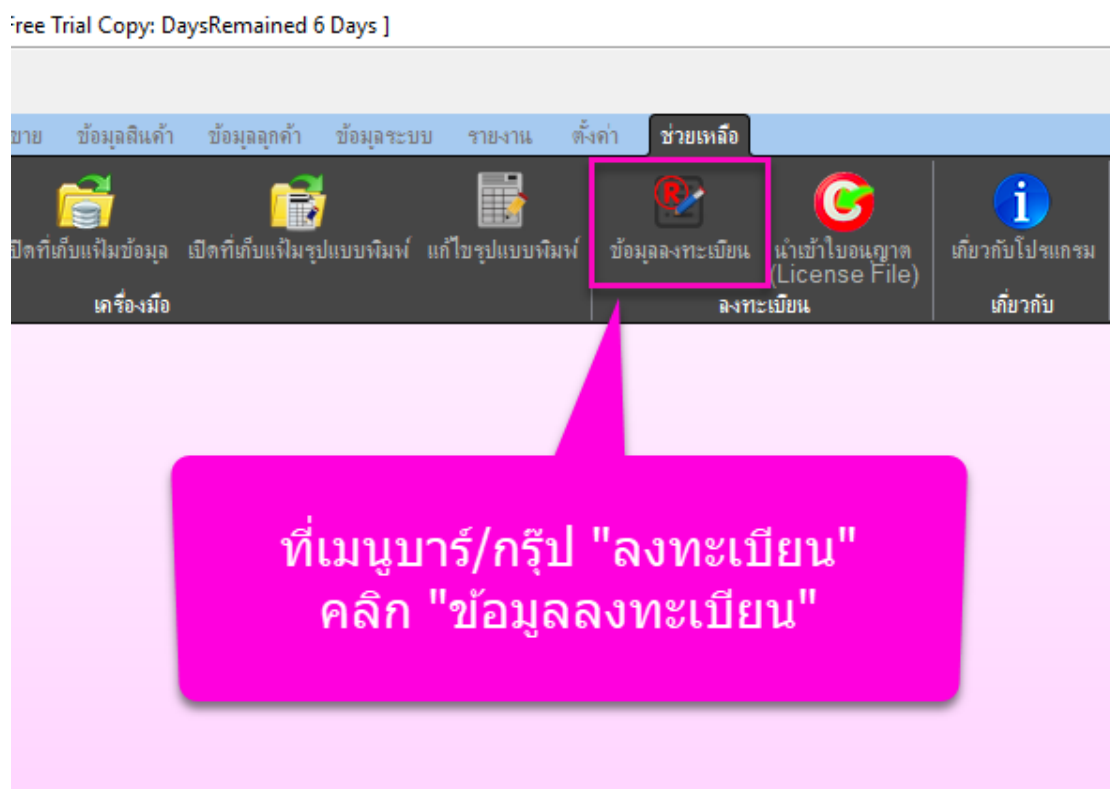 Free Trial Copy: DaysRemained 6 Days ]
ขาย ข้อมูลสินค้า ข้อมูลลูกค้า ข้อมูลระบบ รายงาน ตั้งค่า ช่วยเหลือ
ปิดที่เก็บแฟ้มข้อมูล เปิดที่เก็บแฟ้มรูปแบบพิมพ์ แก้ไขรูปแบบพิมพ์ ข้อมูลลงทะเบียน นำเข้าใบอนุญาต เกี่ยวกับโปรแกรม
(License File)
เครื่องมือ ลงทะเบียน เกี่ยวกับ
ที่เมนูบาร์/กรุ๊ป "ลงทะเบียน"
คลิก "ข้อมูลลงทะเบียน"